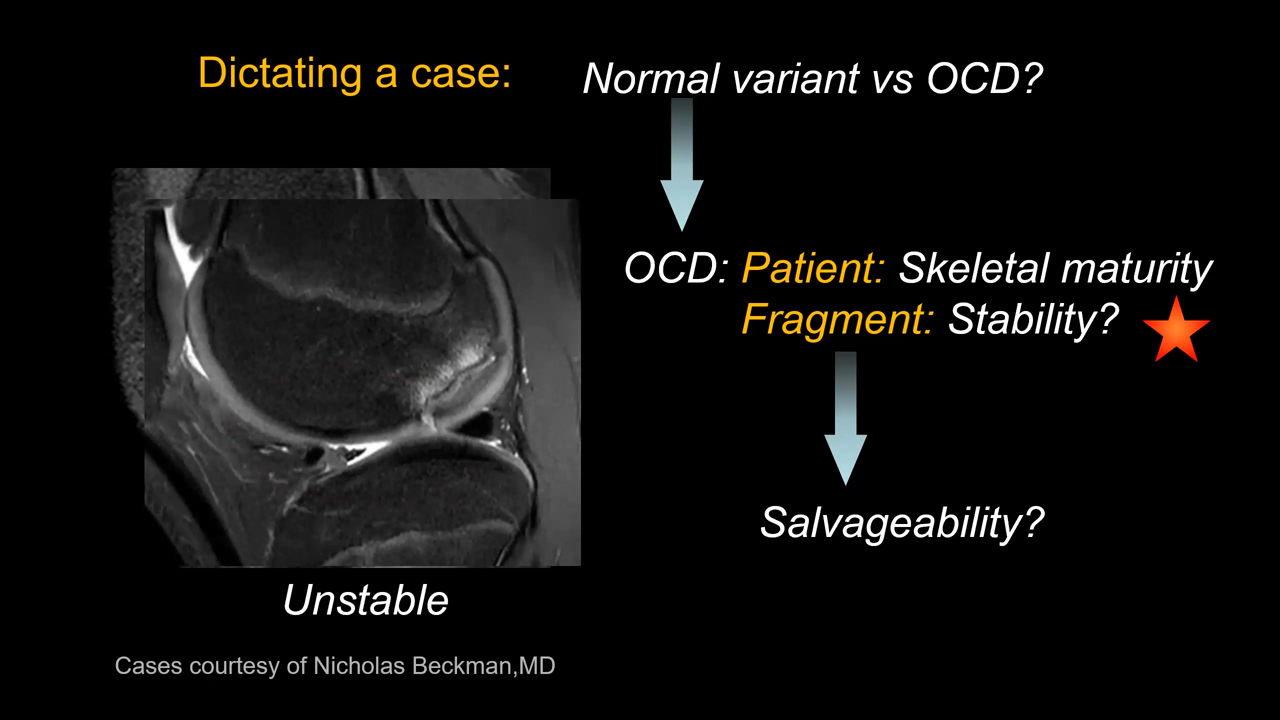 Dictating a case:
Normal variant vs OCD?
OCD: Patient: Skeletal maturity
Fragment: Stability?
Salvageability?
Unstable
Cases courtesy of Nicholas Beckman,MD